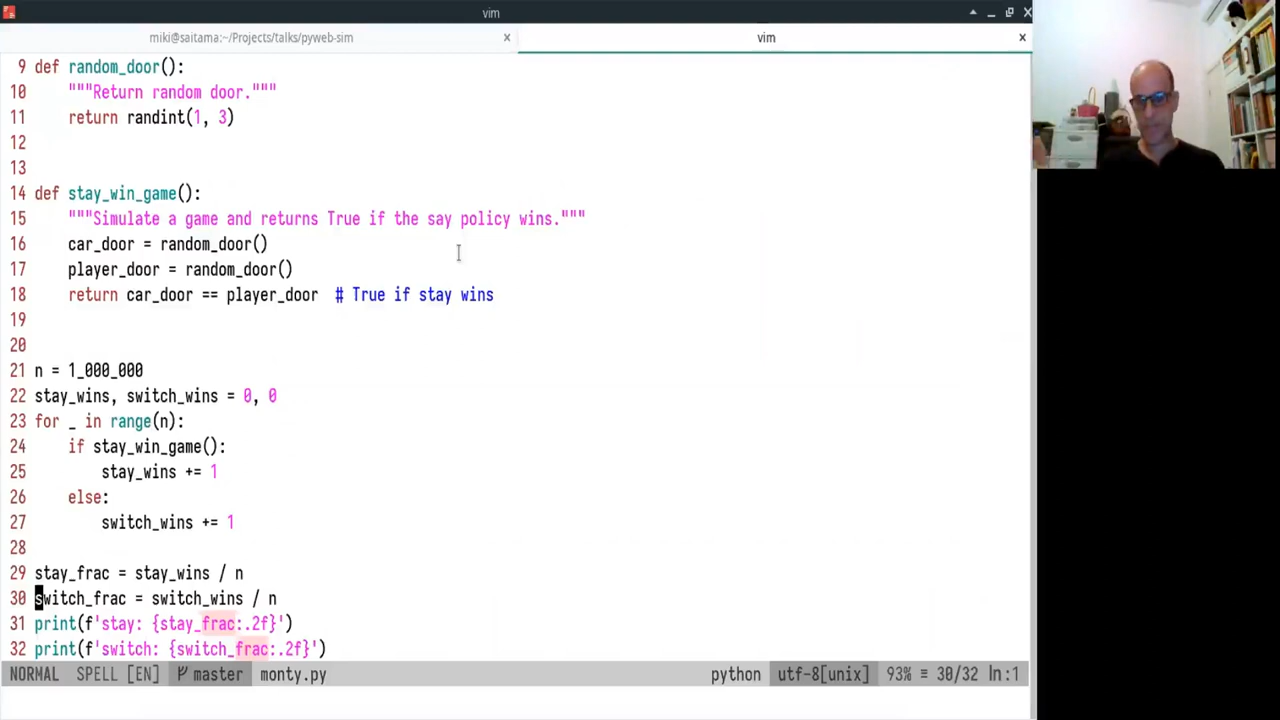 vim
miki@saitama:~/Projects/talks/pyweb-sim
vim
9 def random_door():
10     """Return random door."""
11     return randint(1, 3)
12
13
14 def stay_win_game():
15     """Simulate a game and returns True if the say policy wins."""
16     car_door = random_door()
17     player_door = random_door()
18     return car_door == player_door  # True if stay wins
19
20
21 n = 1_000_000
22 stay_wins, switch_wins = 0, 0
23 for _ in range(n):
24     if stay_win_game():
25         stay_wins += 1
26     else:
27         switch_wins += 1
28
29 stay_frac = stay_wins / n
30 switch_frac = switch_wins / n
31 print(f'stay: {stay_frac:.2f}')
32 print(f'switch: {switch_frac:.2f}')
NORMAL SPELL [EN] master monty.py python utf-8[unix] 93% ≡ 30/32 ln:1